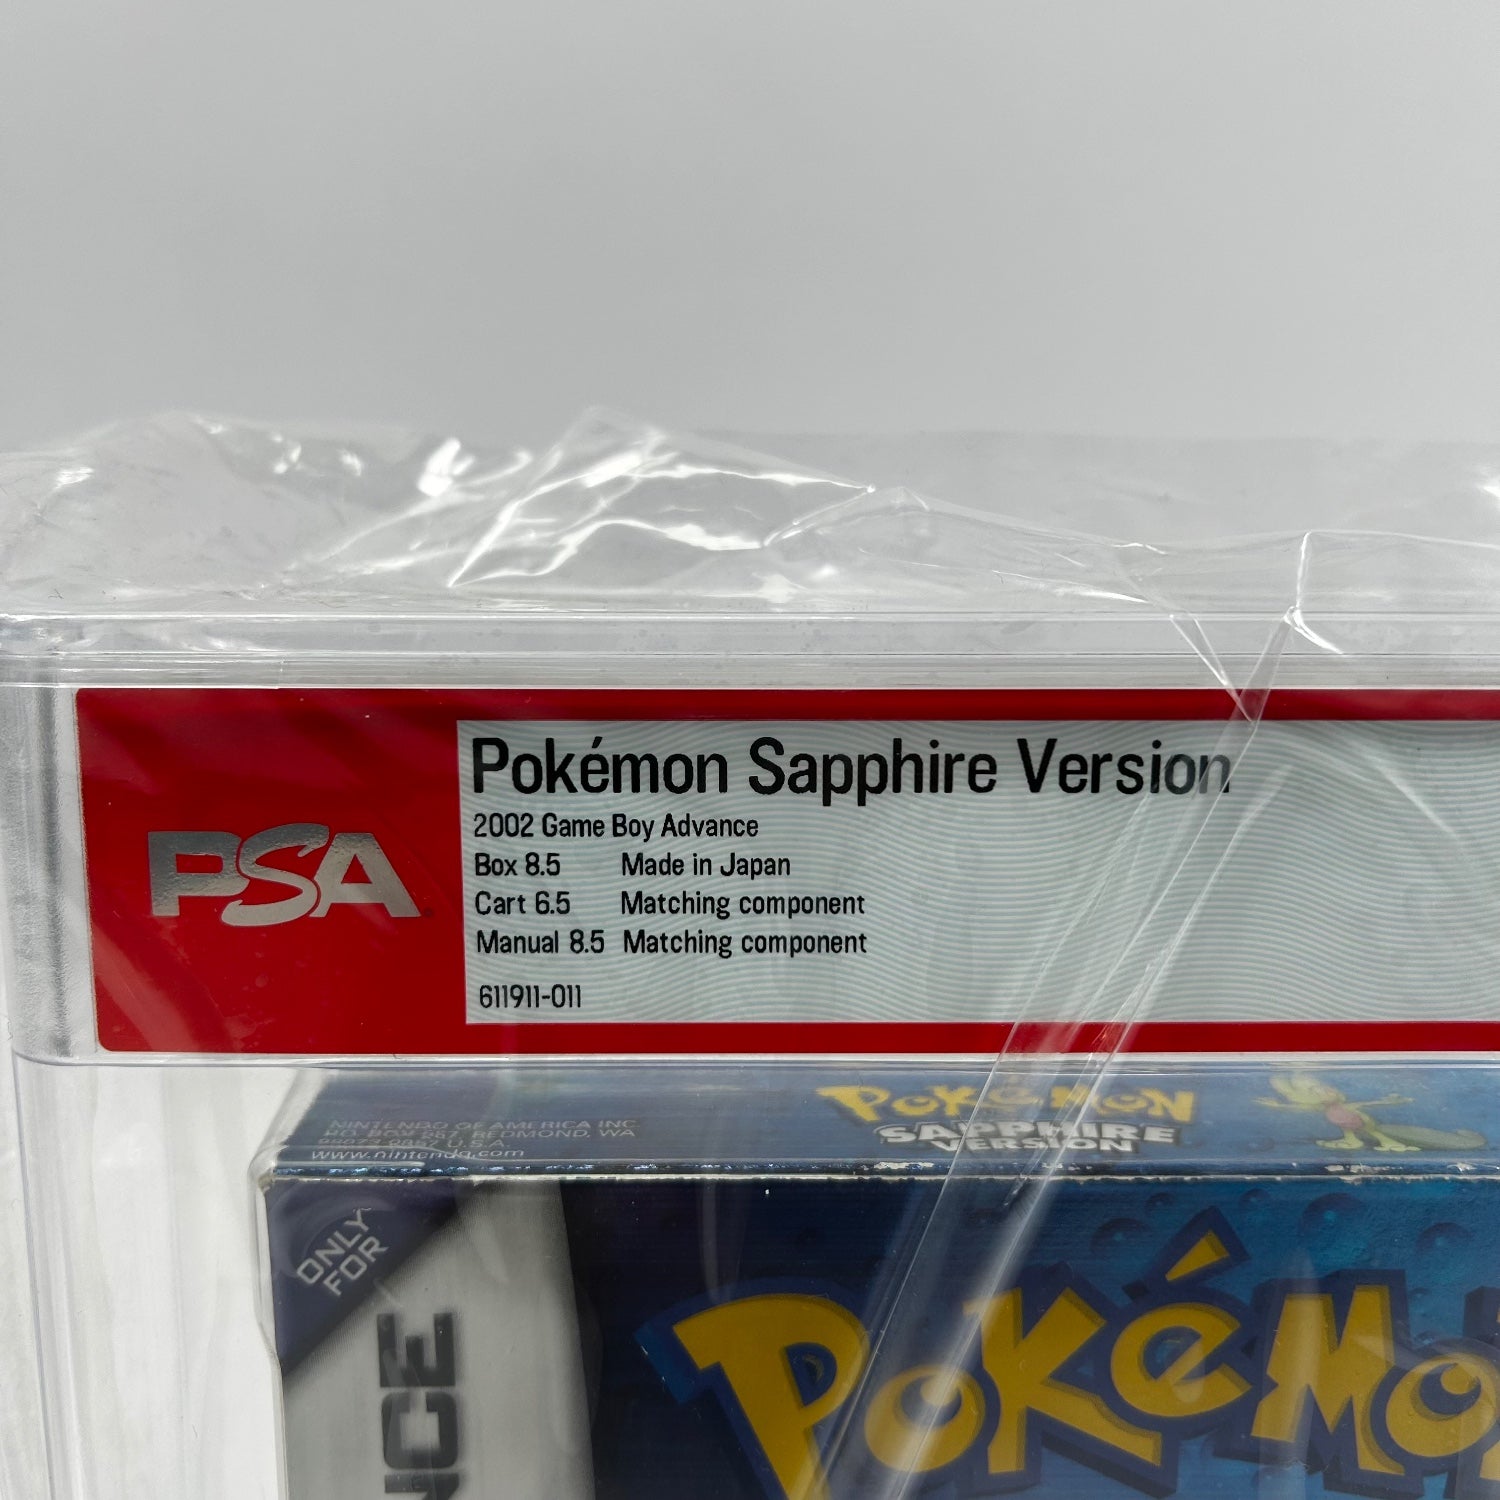 PSA
Pokémon Sapphire Version
2002 Game Boy Advance
Box 8.5 Made in Japan
Cart 6.5 Matching component
Manual 8.5 Matching component
611911-011
POKéMON
SAPPHIRE
VERSION
NINTENDO OF AMERICA INC
REDMOND, WA
U.S.A.
www.nintendo.com
ONLY
FOR
NCE
POKéMO